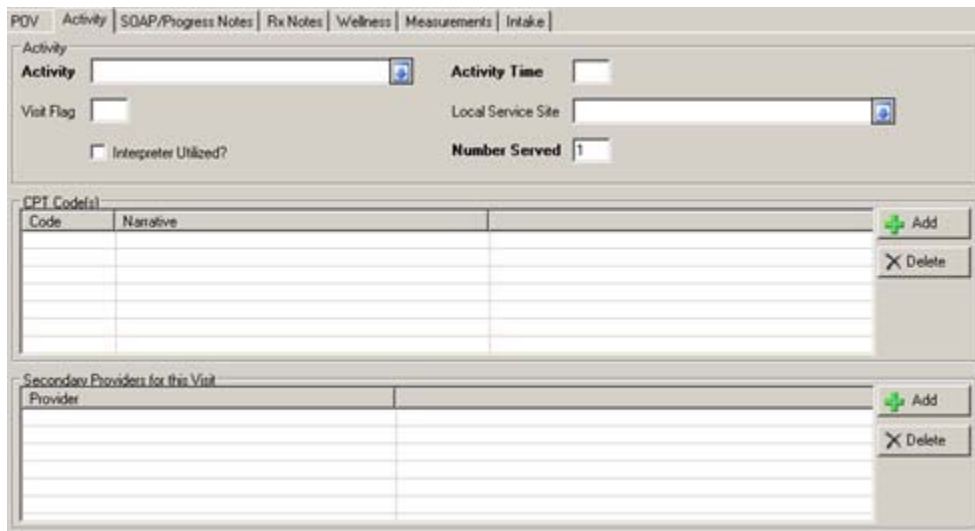 POV Activity SOAP/Progress Notes Rx Notes Wellness Measurements Intake
Activity
Activity Activity Time
Visit Flag Local Service Site
Interpreter Utilized? Number Served 1
CPT Code(s)
Code Narrative
Add
Delete
Secondary Providers for this Visit
Provider
Add
Delete